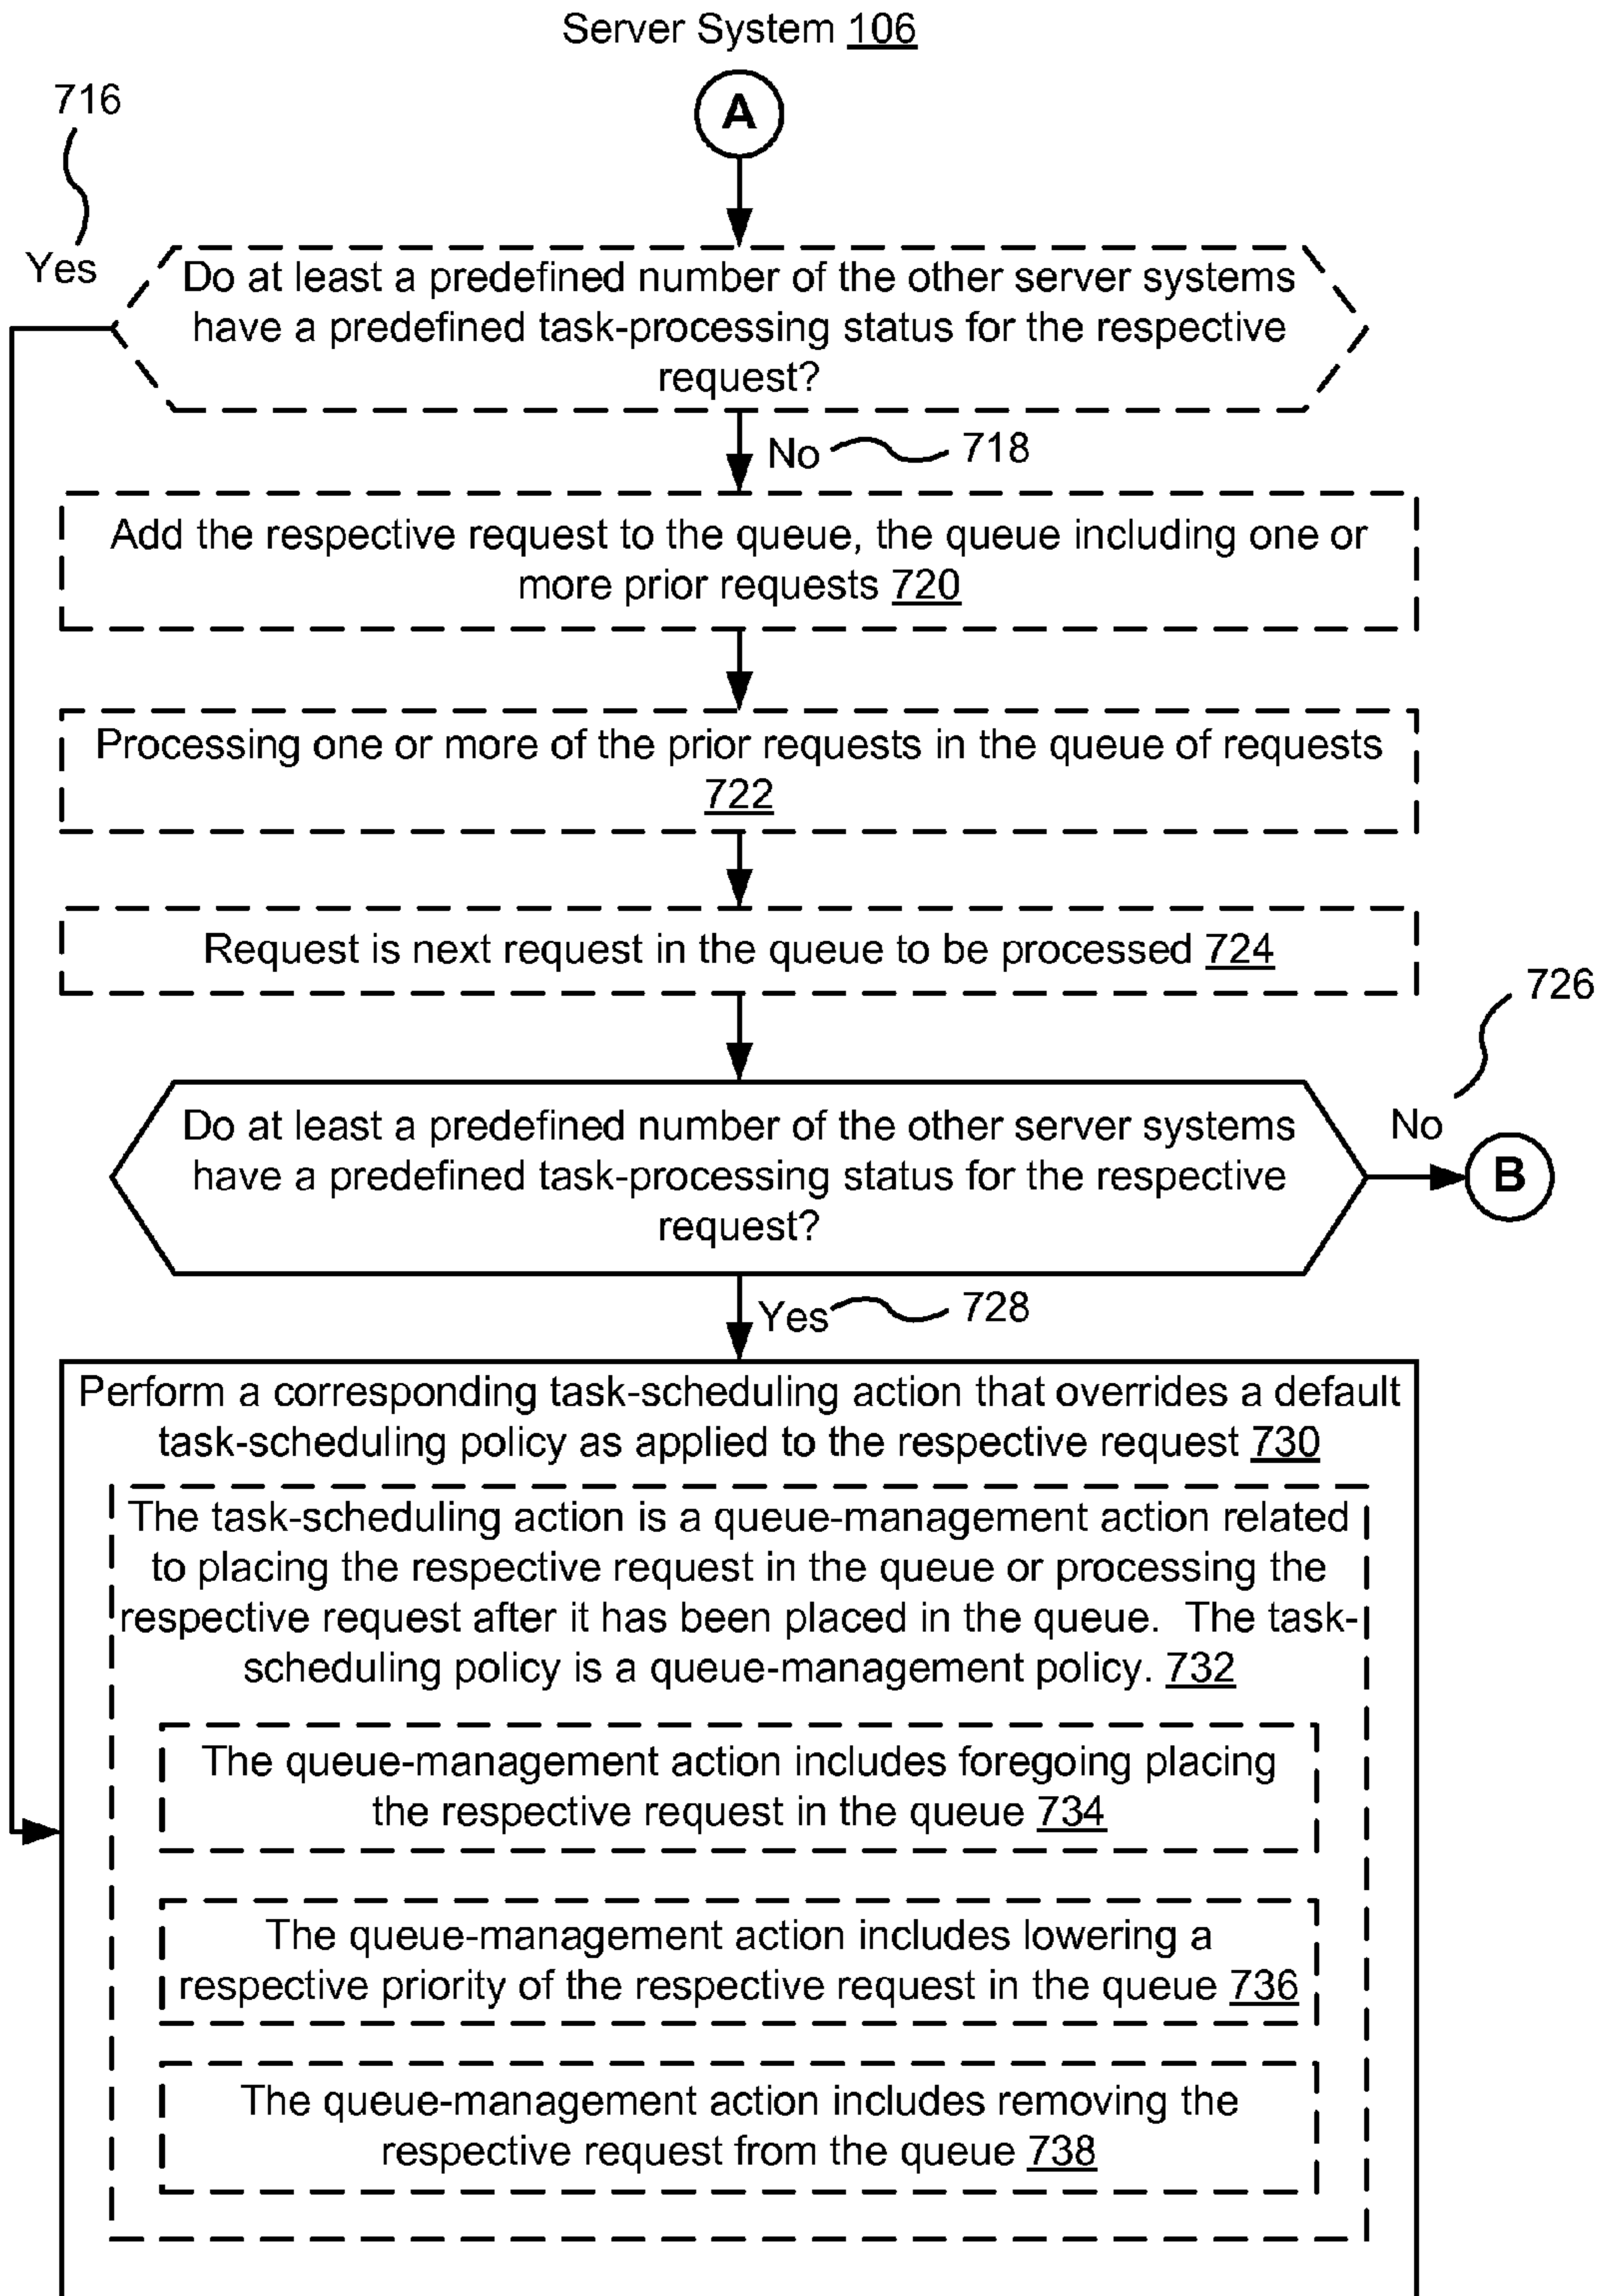 Server System 106
A
716
Yes
Do at least a predefined number of the other server systems
have a predefined task-processing status for the respective
request?
No
718
Add the respective request to the queue, the queue including one or
more prior requests 720
Processing one or more of the prior requests in the queue of requests
722
Request is next request in the queue to be processed 724
726
No
Do at least a predefined number of the other server systems
have a predefined task-processing status for the respective
request?
B
Yes
728
Perform a corresponding task-scheduling action that overrides a default
task-scheduling policy as applied to the respective request 730
The task-scheduling action is a queue-management action related
to placing the respective request in the queue or processing the
respective request after it has been placed in the queue.  The task-
scheduling policy is a queue-management policy. 732
The queue-management action includes foregoing placing
the respective request in the queue 734
The queue-management action includes lowering a
respective priority of the respective request in the queue 736
The queue-management action includes removing the
respective request from the queue 738